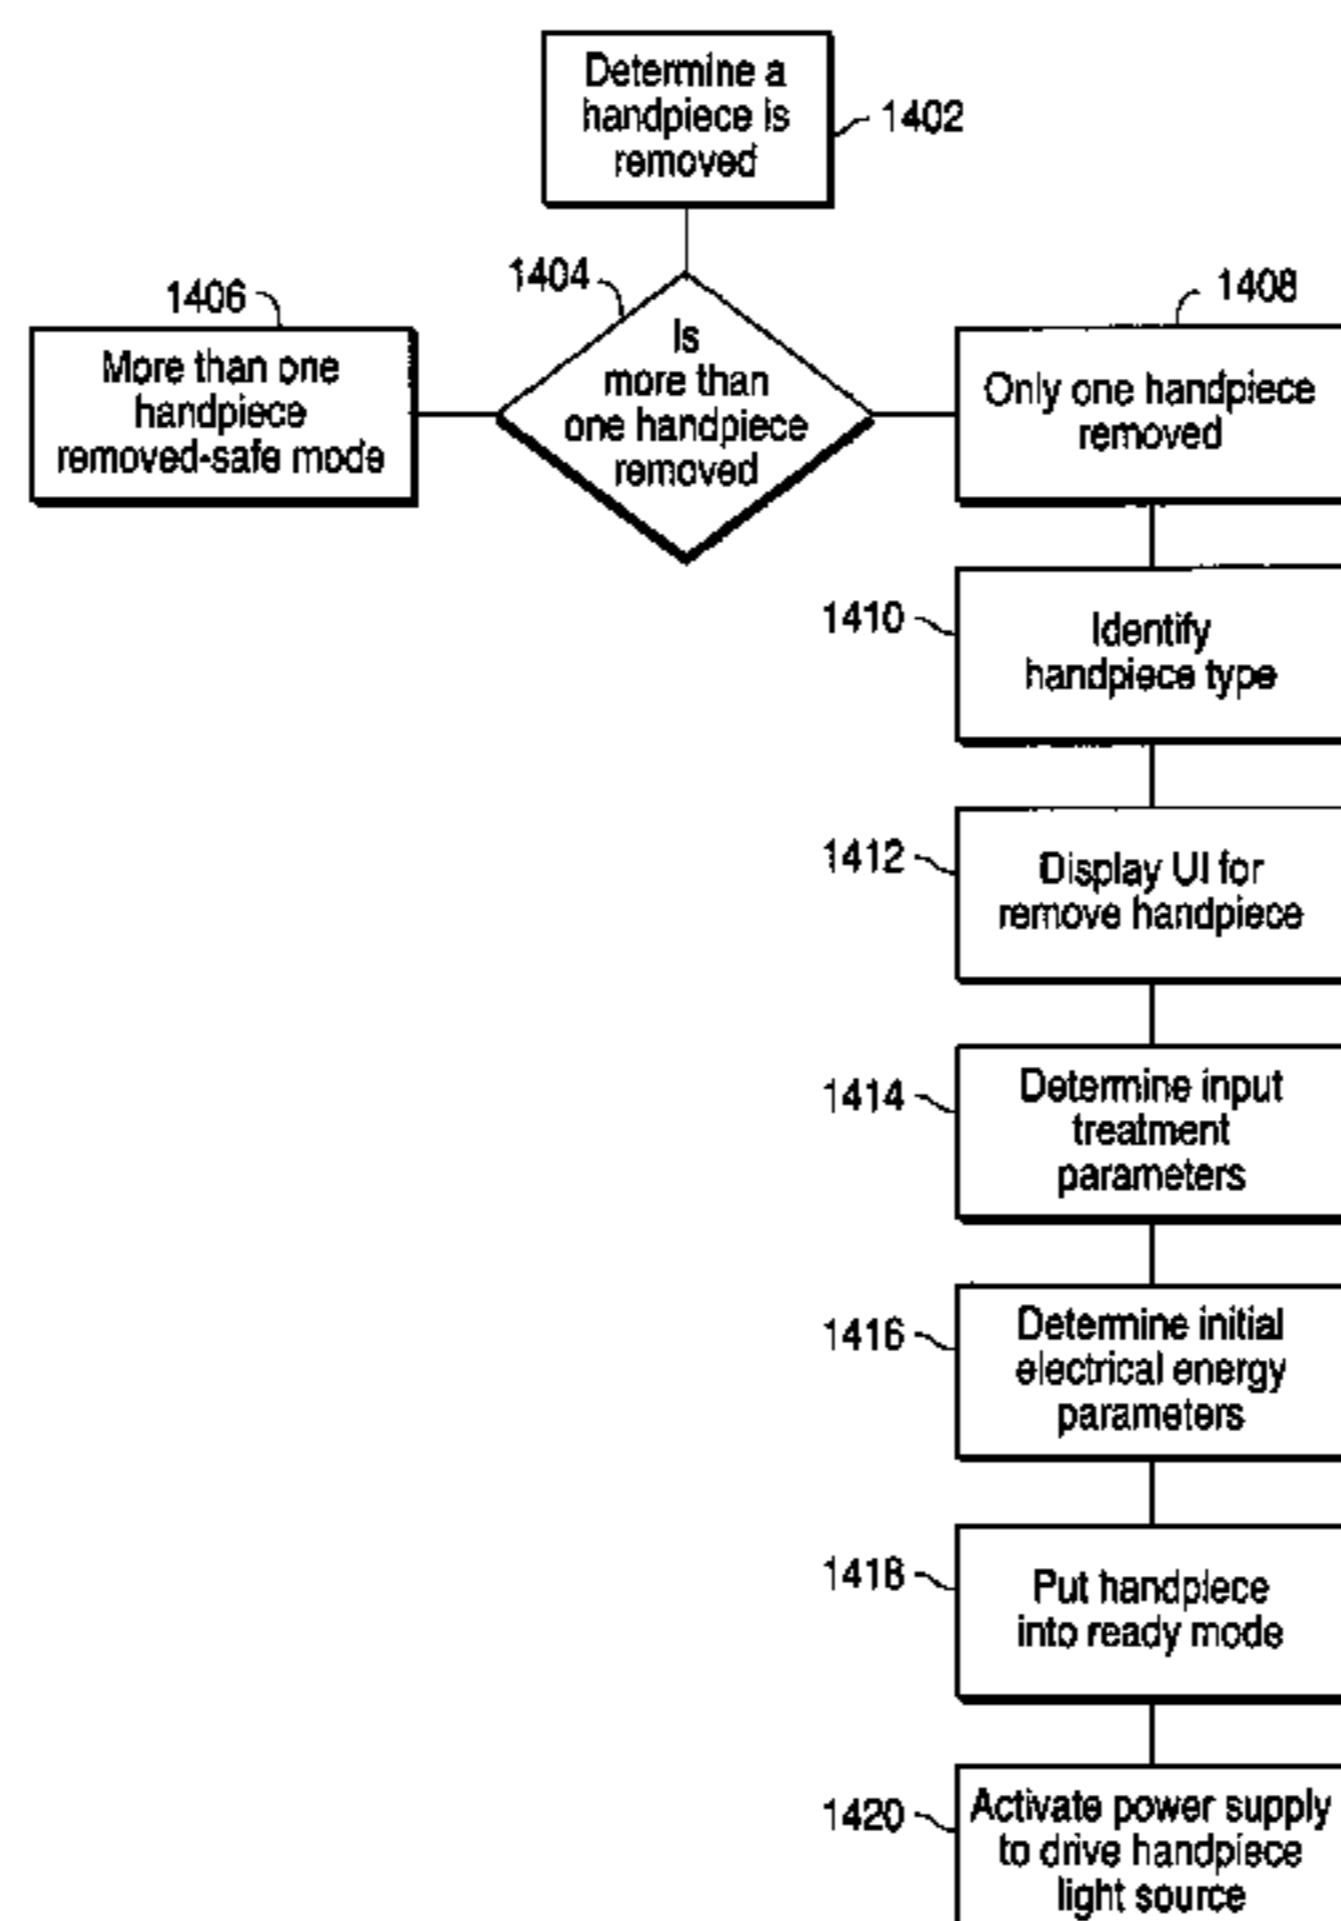 Determine a
handpiece is
removed
1402
1404
Is
more than
one handpiece
removed
1406
More than one
handpiece
removed-safe mode
1408
Only one handpiece
removed
1410
Identify
handpiece type
1412
Display UI for
remove handpiece
1414
Determine input
treatment
parameters
1416
Determine initial
electrical energy
parameters
1418
Put handpiece
into ready mode
1420
Activate power supply
to drive handpiece
light source